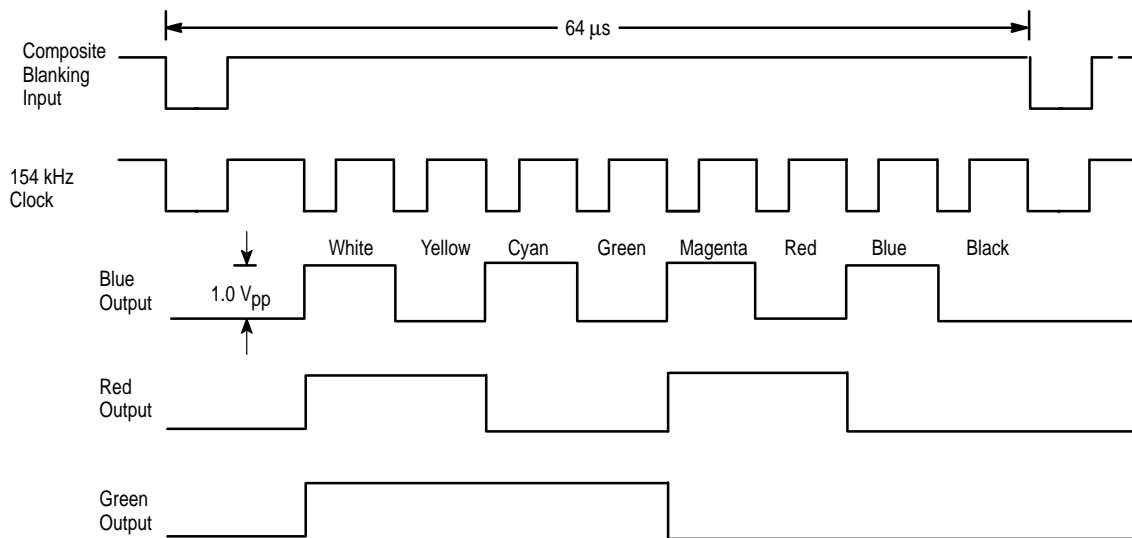 64 μs
Composite
Blanking
Input
154 kHz
Clock
White Yellow Cyan Green Magenta Red Blue Black
Blue
Output
1.0 Vpp
Red
Output
Green
Output